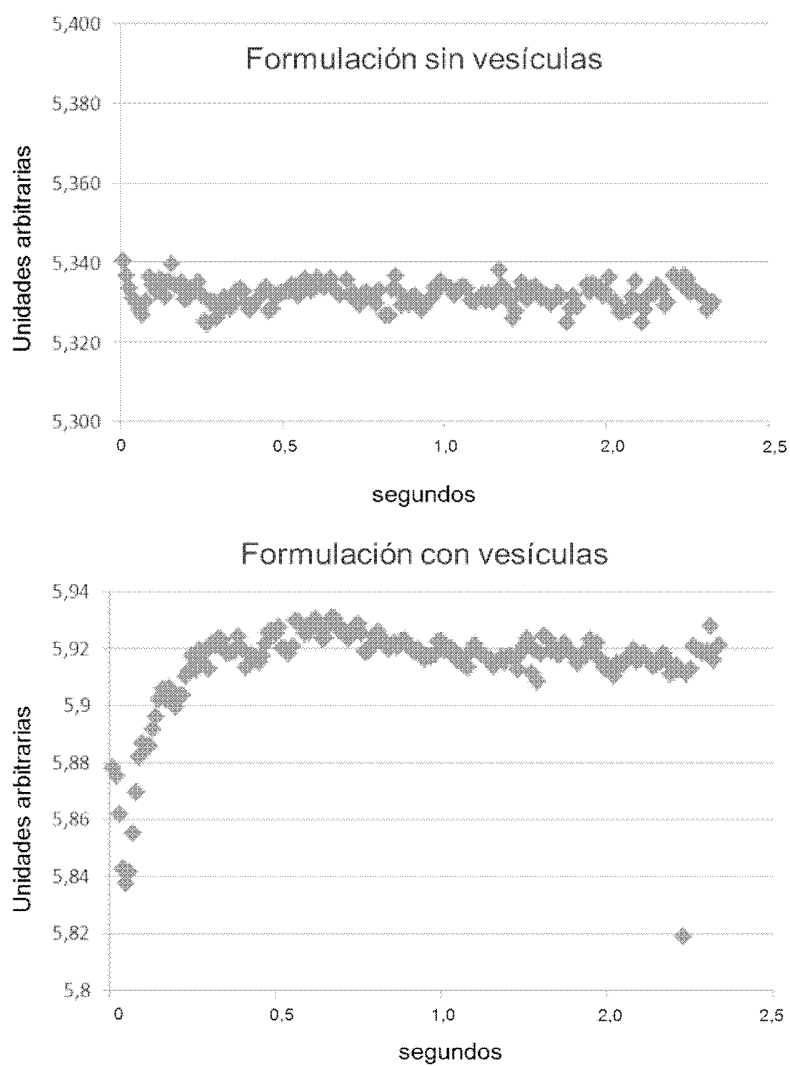 5,400
Formulación sin vesículas
5,380
5,360
5,340
5,320
5,300
Unidades arbitrarias
0 0,5 1,0 2,0 2,5
segundos
Formulación con vesículas
5,94
5,92
5,9
5,88
5,86
5,84
5,82
5,8
Unidades arbitrarias
0 0,5 1,0 2,0 2,5
segundos